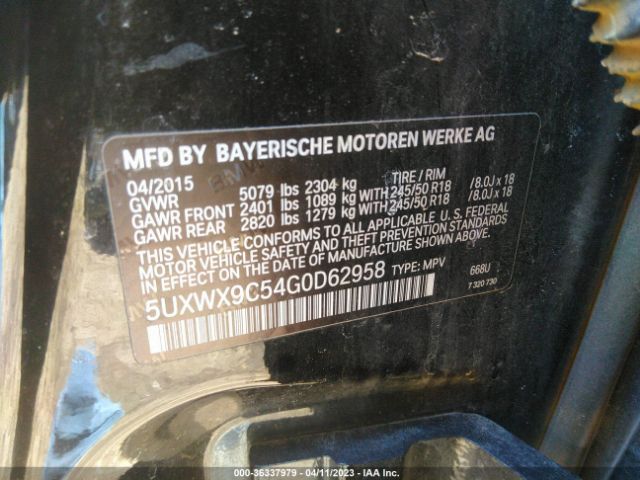 MFD BY BAYERISCHE MOTOREN WERKE AG
04/2015 TIRE / RIM
GVWR 5079 lbs 2304 kg
GAWR FRONT 2401 lbs 1089 kg WITH 245/50 R18 /8.0J x 18
GAWR REAR 2820 lbs 1279 kg WITH 245/50 R18 /8.0J x 18
THIS VEHICLE CONFORMS TO ALL APPLICABLE U. S. FEDERAL
MOTOR VEHICLE SAFETY AND THEFT PREVENTION STANDARDS
IN EFFECT ON THE DATE OF MANUFACTURE SHOWN ABOVE.
5UXWX9C54G0D62958 TYPE: MPV 668U
7 320 730
000-36337979 - 04/11/2023 - IAA Inc.